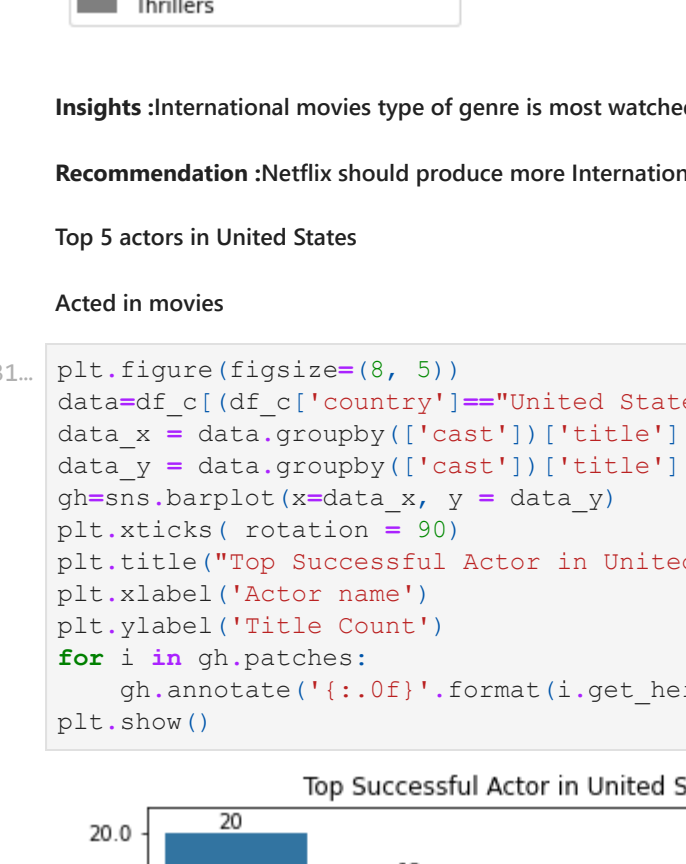 Thrillers
Insights :International movies type of genre is most watched
Recommendation :Netflix should produce more Internation
Top 5 actors in United States
Acted in movies
31…
plt.figure(figsize=(8, 5))
data=df_c[(df_c['country']=="United State
data_x = data.groupby(['cast'])['title']
data_y = data.groupby(['cast'])['title']
gh=sns.barplot(x=data_x, y = data_y)
plt.xticks( rotation = 90)
plt.title("Top Successful Actor in United
plt.xlabel('Actor name')
plt.ylabel('Title Count')
for i in gh.patches:
    gh.annotate('{:.0f}'.format(i.get_hei
plt.show()
Top Successful Actor in United S
20.0
20